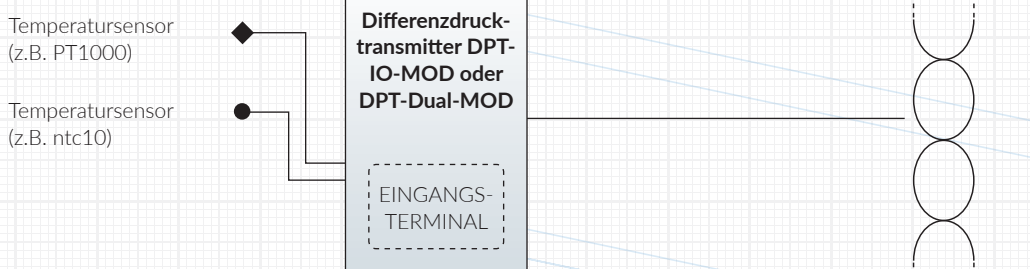 Temperatursensor
(z.B. PT1000)
Temperatursensor
(z.B. ntc10)
Differenzdruck-
transmitter DPT-
IO-MOD oder
DPT-Dual-MOD
EINGANGS-
TERMINAL